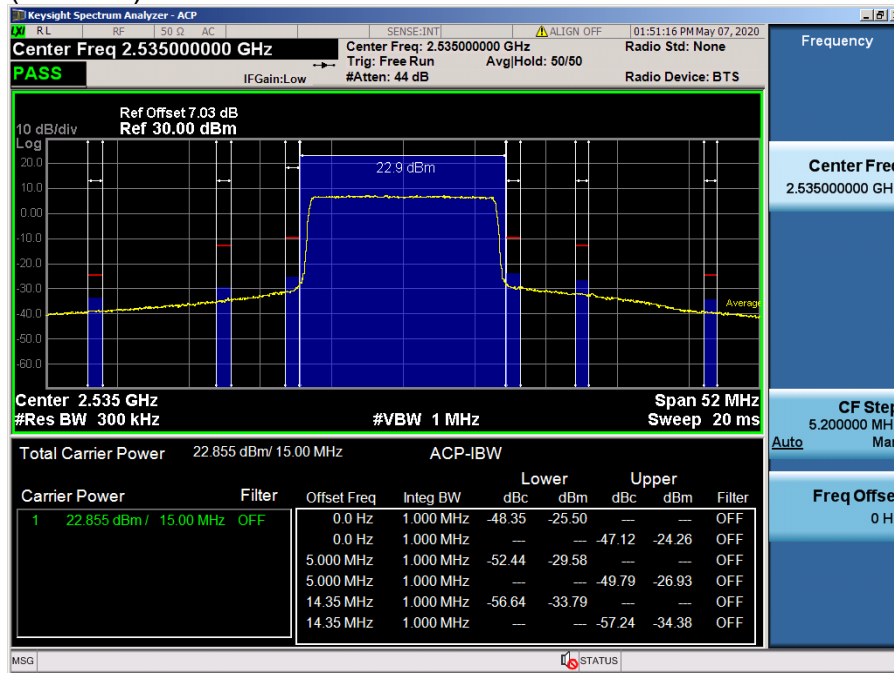 Keysight Spectrum Analyzer - ACP
LXI RL RF 50 Ω AC SENSE:INT ALIGN OFF 01:51:16 PM May 07, 2020
Center Freq 2.535000000 GHz
Center Freq: 2.535000000 GHz
Radio Std: None
Trig: Free Run Avg|Hold: 50/50
PASS
IFGain:Low
#Atten: 44 dB
Radio Device: BTS
Frequency
Ref Offset 7.03 dB
10 dB/div Ref 30.00 dBm
Log
20.0
22.9 dBm
10.0
0.00
-10.0
-20.0
-30.0
Average
-40.0
-50.0
-60.0
Center 2.535 GHz Span 52 MHz
#Res BW 300 kHz #VBW 1 MHz Sweep 20 ms
Center Freq
2.535000000 GH
CF Step
5.200000 MH
Auto Man
Freq Offse
0 H
Total Carrier Power 22.855 dBm/ 15.00 MHz ACP-IBW
Lower Upper
Carrier Power Filter Offset Freq Integ BW dBc dBm dBc dBm Filter
1 22.855 dBm / 15.00 MHz OFF
0.0 Hz 1.000 MHz -48.35 -25.50 --- --- OFF
0.0 Hz 1.000 MHz --- --- -47.12 -24.26 OFF
5.000 MHz 1.000 MHz -52.44 -29.58 --- --- OFF
5.000 MHz 1.000 MHz --- --- -49.79 -26.93 OFF
14.35 MHz 1.000 MHz -56.64 -33.79 --- --- OFF
14.35 MHz 1.000 MHz --- --- -57.24 -34.38 OFF
MSG STATUS